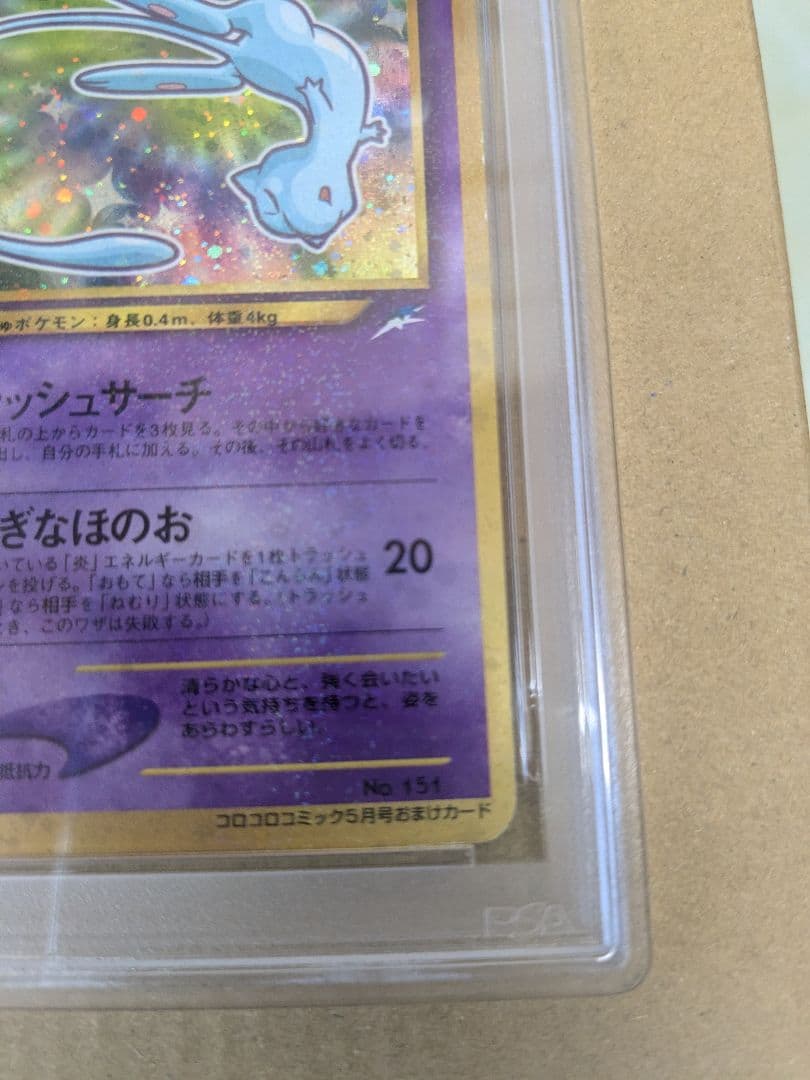 ポケモン：身長0.4m、体重4kg
ッシュサーチ
札の上からカードを3枚見る。その中から好きなカードを
出し、自分の手札に加える。その後、その山札をよく切る。
ぎなほのお
20
いている「炎」エネルギーカードを1枚トラッシュ
ンを投げる。「おもて」なら相手を「こんらん」状態
」なら相手を「ねむり」状態にする。（トラッシュ
とき、このワザは失敗する。）
清らかな心と、強く会いたい
という気持ちを持つと、姿を
あらわすらしい。
抵抗力
No.151
コロコロコミック5月号おまけカード
PSA